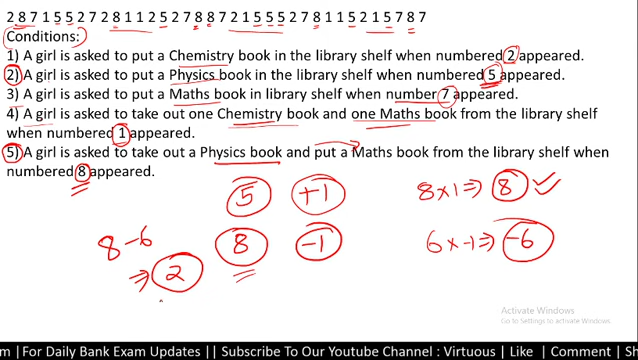 2 8 7 1 5 5 2 7 2 8 1 1 2 5 2 7 8 8 7 2 1 5 5 5 2 7 8 1 1 5 2 1 5 7 8 7
Conditions:
1) A girl is asked to put a Chemistry book in the library shelf when numbered 2 appeared.
2) A girl is asked to put a Physics book in the library shelf when numbered 5 appeared.
3) A girl is asked to put a Maths book in library shelf when number 7 appeared.
4) A girl is asked to take out one Chemistry book and one Maths book from the library shelf
when numbered 1 appeared.
5) A girl is asked to take out a Physics book and put a Maths book from the library shelf when
numbered 8 appeared.
5 +1 8 x 1 ⇒ 8 ✓
8 - 6 8 -1 6 x -1 ⇒ -6
⇒ 2
Activate Windows
Go to Settings to activate Windows.
m | For Daily Bank Exam Updates || Subscribe To Our Youtube Channel : Virtuous | Like | Comment | Sh